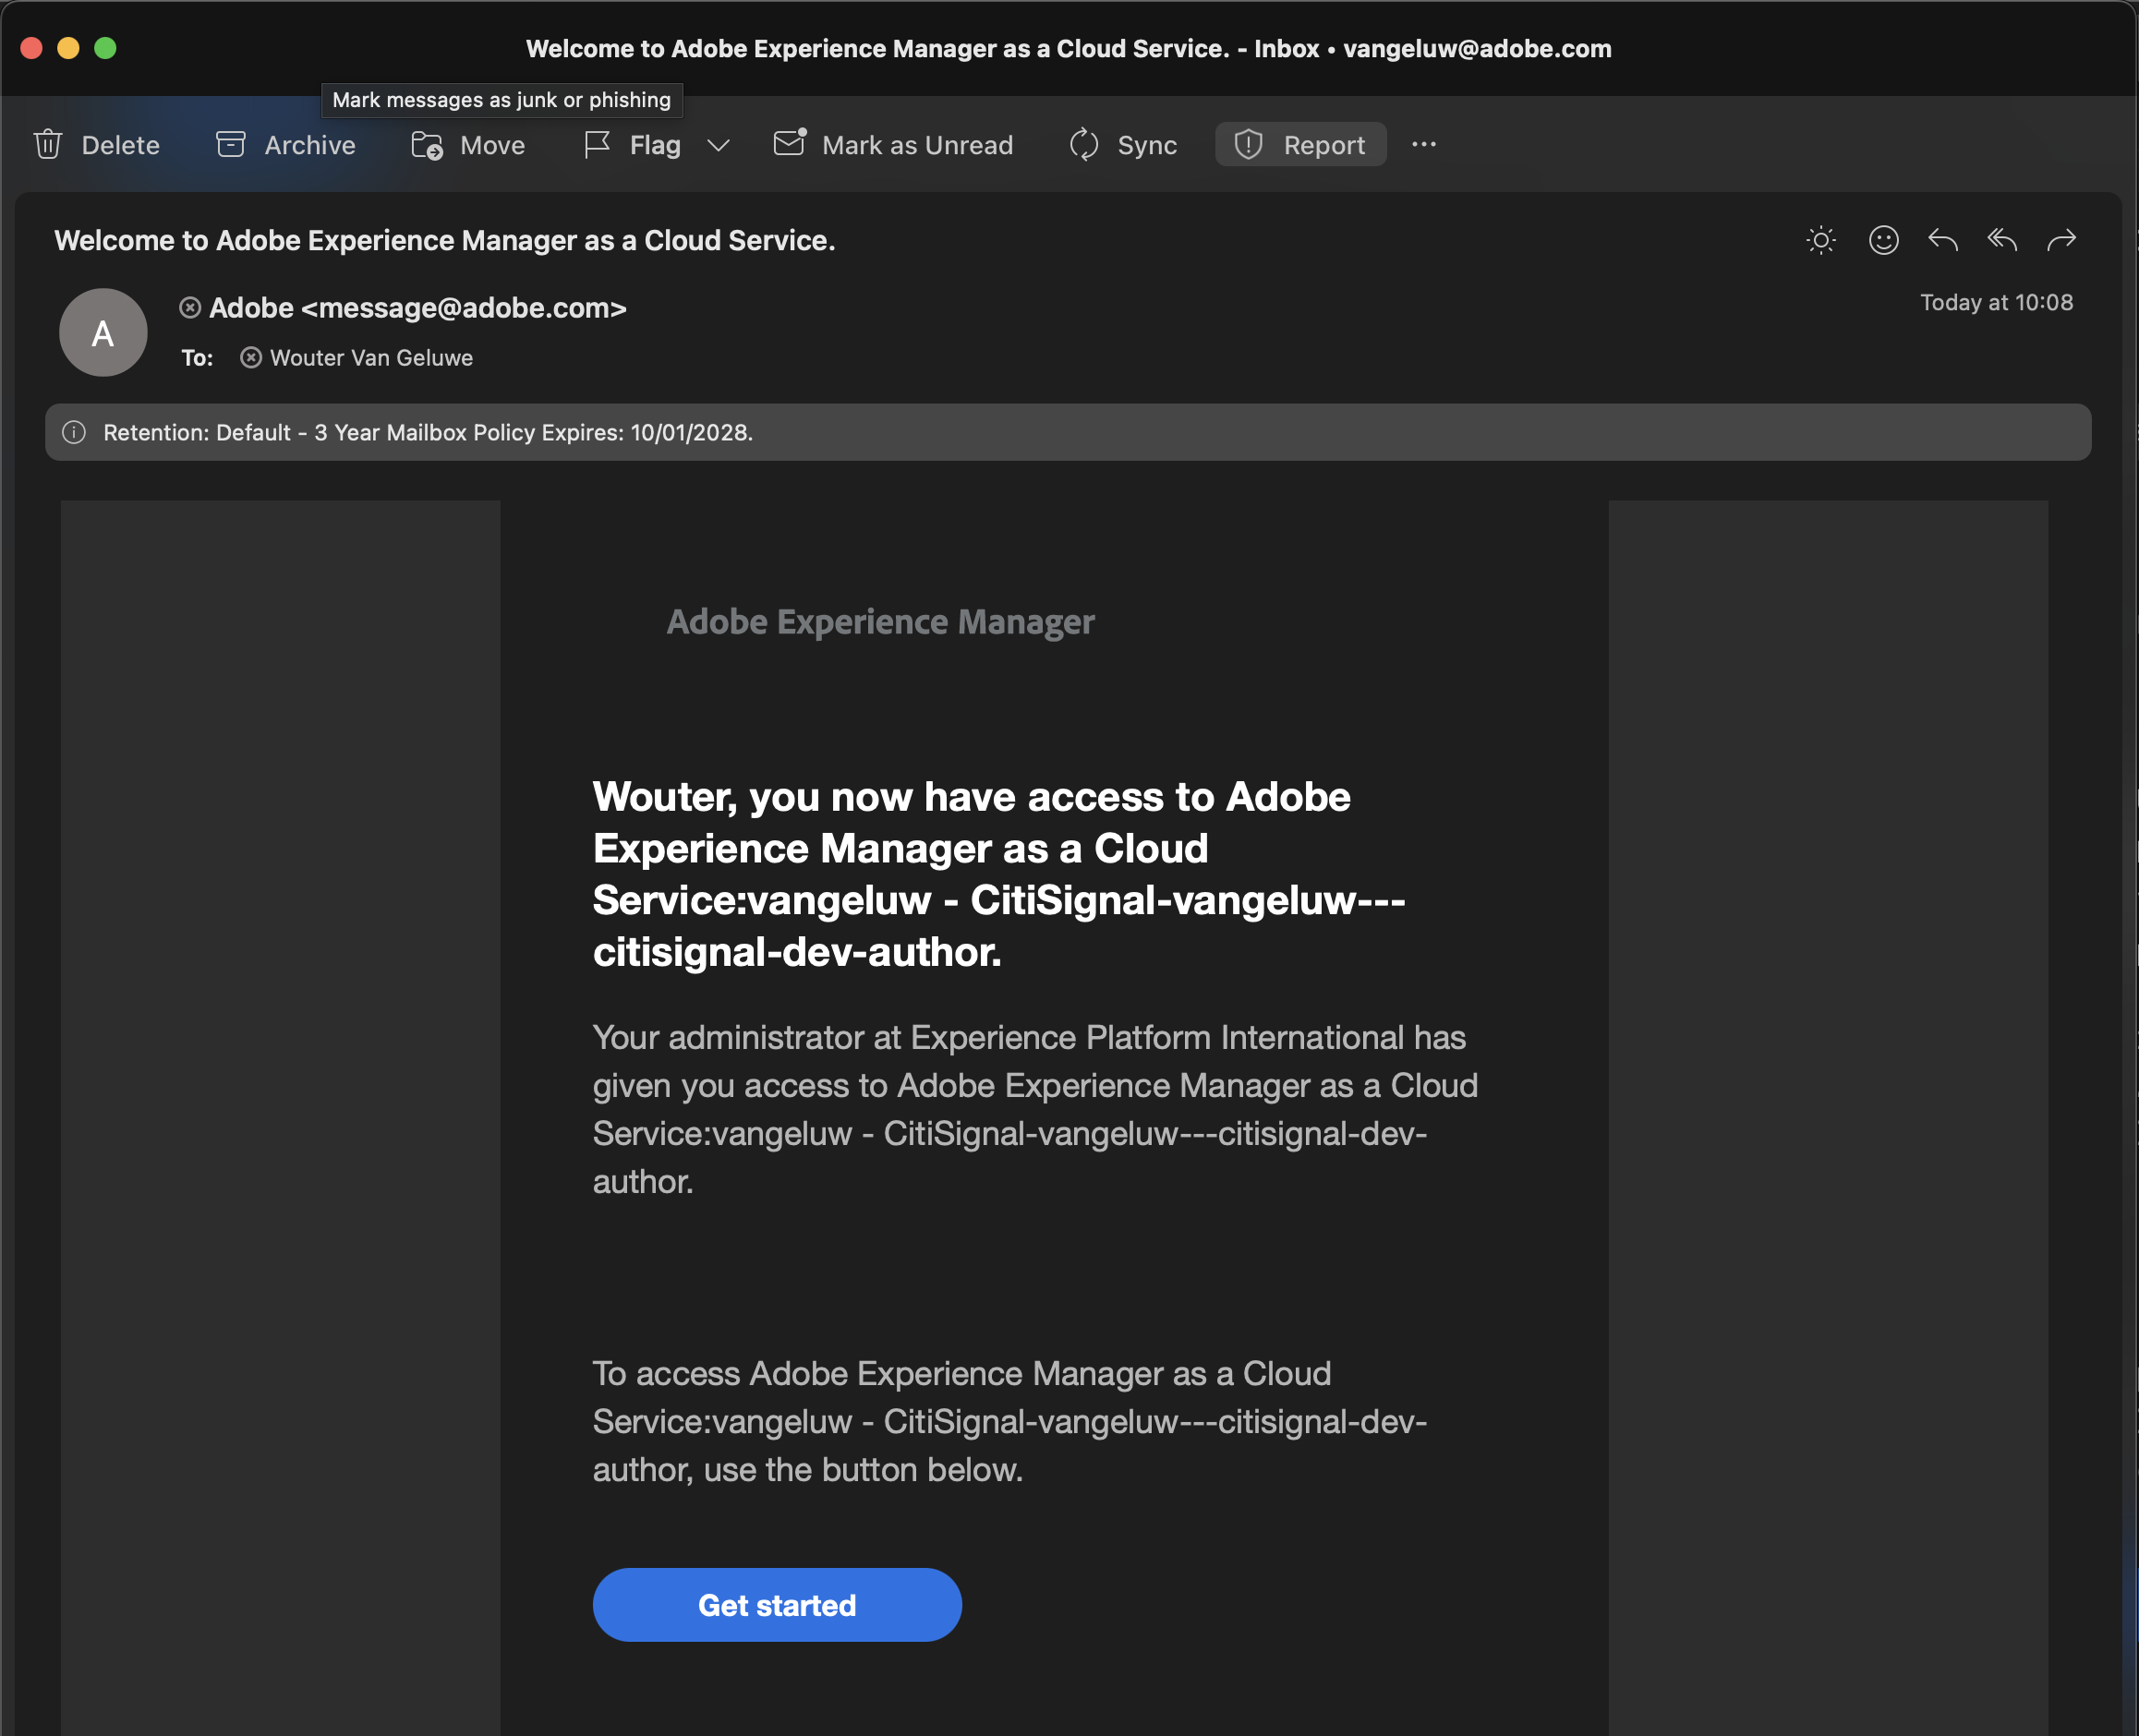 Welcome to Adobe Experience Manager as a Cloud Service. - Inbox • vangeluw@adobe.com
Mark messages as junk or phishing
Delete
Archive
Move
Flag
Mark as Unread
Sync
Report
Welcome to Adobe Experience Manager as a Cloud Service.
A
Adobe <message@adobe.com>
Today at 10:08
To: Wouter Van Geluwe
Retention: Default - 3 Year Mailbox Policy Expires: 10/01/2028.
Adobe Experience Manager
Wouter, you now have access to Adobe
Experience Manager as a Cloud
Service:vangeluw - CitiSignal-vangeluw---
citisignal-dev-author.
Your administrator at Experience Platform International has
given you access to Adobe Experience Manager as a Cloud
Service:vangeluw - CitiSignal-vangeluw---citisignal-dev-
author.
To access Adobe Experience Manager as a Cloud
Service:vangeluw - CitiSignal-vangeluw---citisignal-dev-
author, use the button below.
Get started